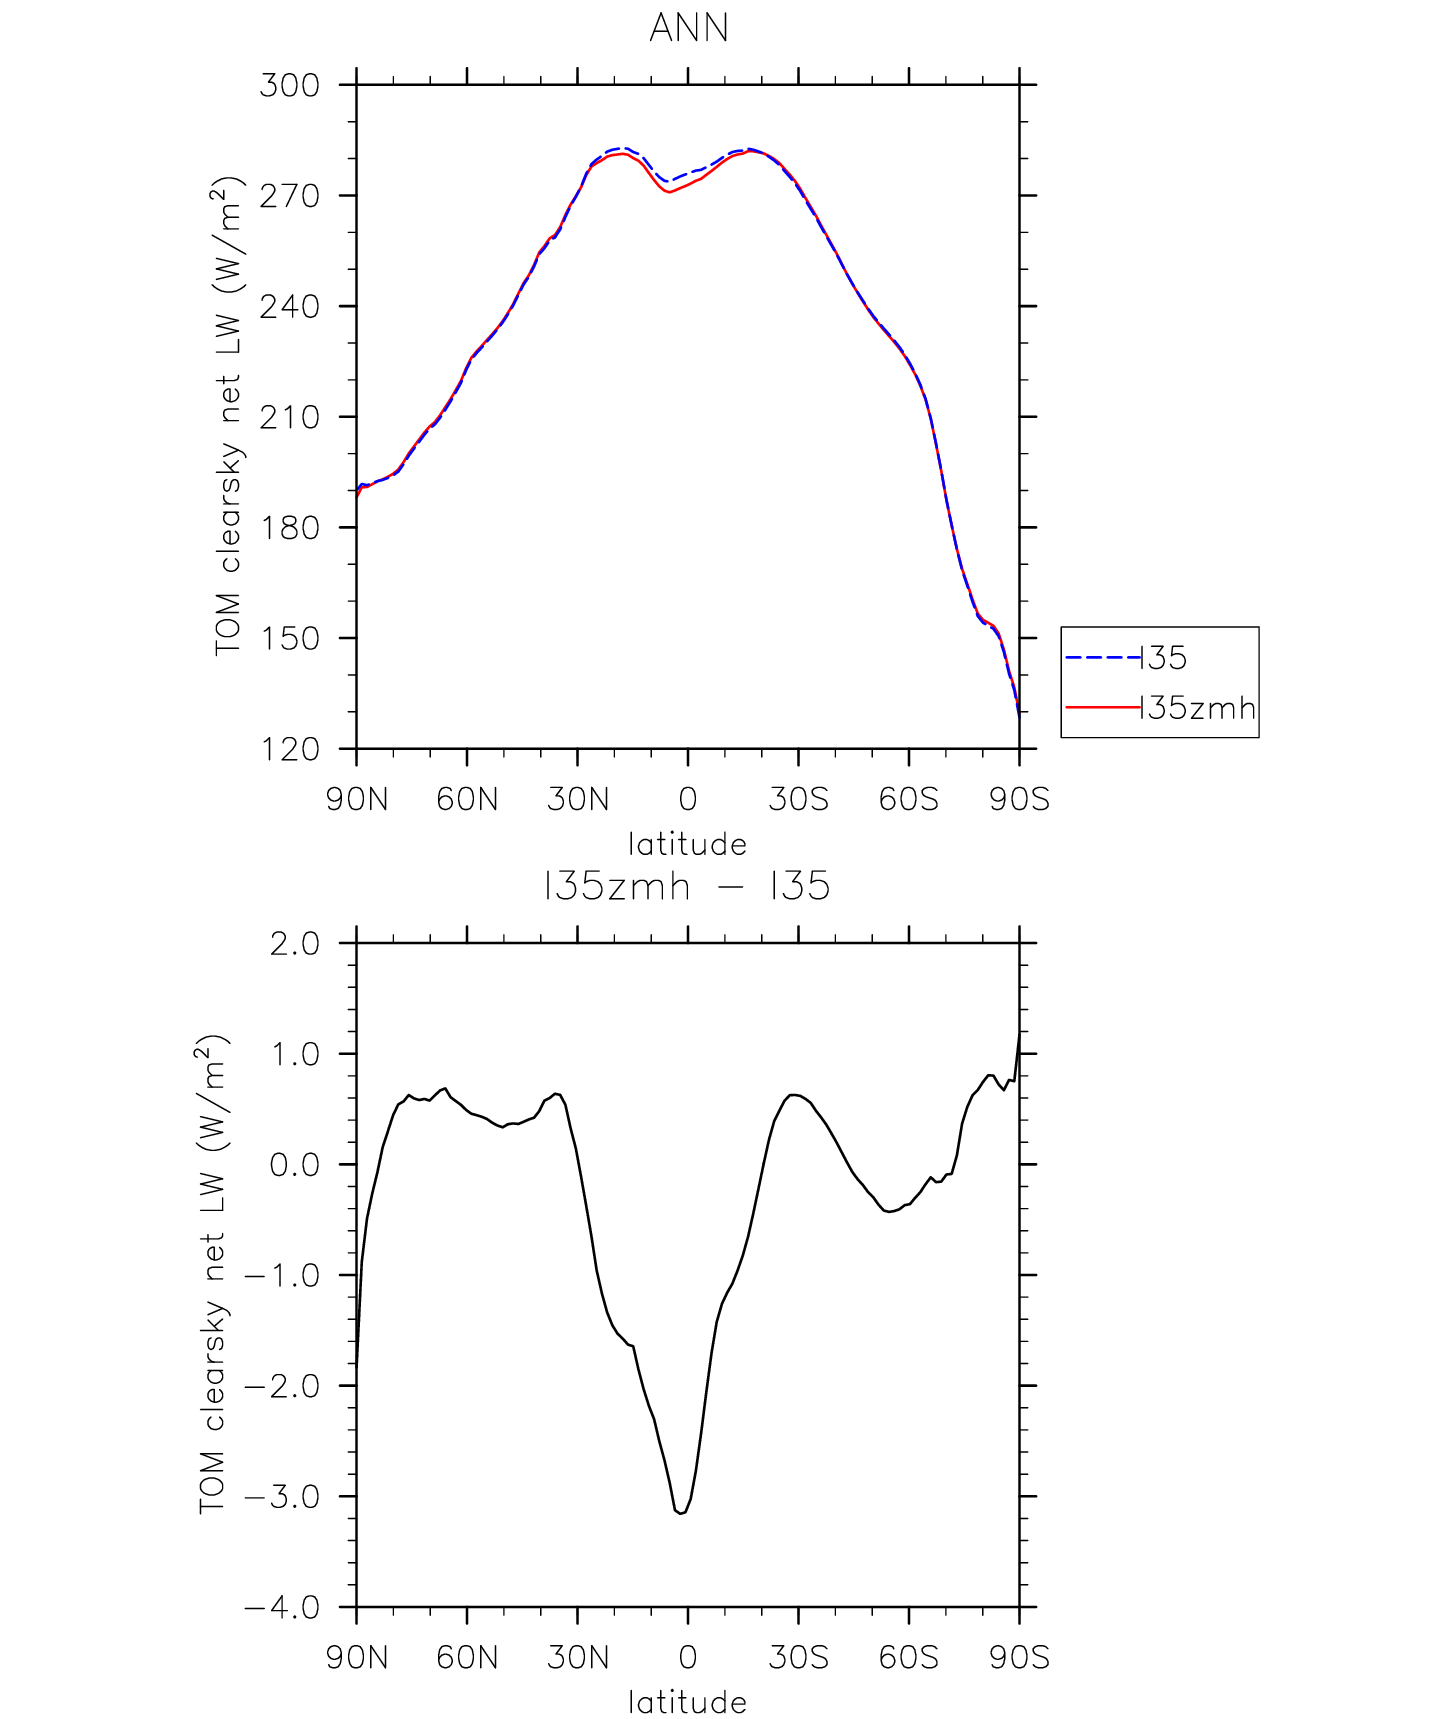 ANN
TOM clearsky net LW (W/m²)
300
270
240
210
180
150
120
90N 60N 30N 0 30S 60S 90S
latitude
I35
I35zmh
I35zmh − I35
TOM clearsky net LW (W/m²)
2.0
1.0
0.0
−1.0
−2.0
−3.0
−4.0
90N 60N 30N 0 30S 60S 90S
latitude